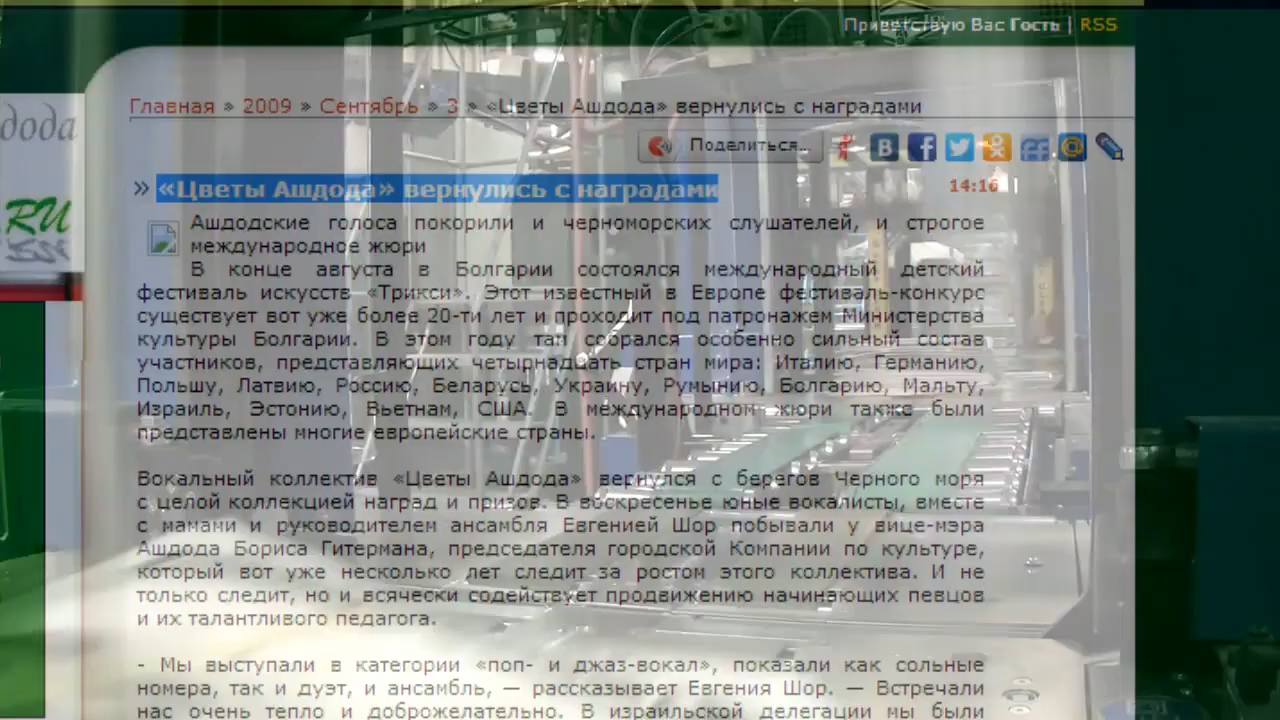 Приветствую Вас Гость | RSS
Главная » 2009 » Сентябрь » 3 » «Цветы Ашдода» вернулись с наградами
дода
Поделиться...
» «Цветы Ашдода» вернулись с наградами
14:16
RU
Ашдодские голоса покорили и черноморских слушателей, и строгое
международное жюри
В конце августа в Болгарии состоялся международный детский
фестиваль искусств «Трикси». Этот известный в Европе фестиваль-конкурс
существует вот уже более 20-ти лет и проходит под патронажем Министерства
культуры Болгарии. В этом году там собрался особенно сильный состав
участников, представляющих четырнадцать стран мира: Италию, Германию,
Польшу, Латвию, Россию, Беларусь, Украину, Румынию, Болгарию, Мальту,
Израиль, Эстонию, Вьетнам, США. В международном жюри также были
представлены многие европейские страны.
Вокальный коллектив «Цветы Ашдода» вернулся с берегов Черного моря
с целой коллекцией наград и призов. В воскресенье юные вокалисты, вместе
с мамами и руководителем ансамбля Евгенией Шор побывали у вице-мэра
Ашдода Бориса Гитермана, председателя городской Компании по культуре,
который вот уже несколько лет следит за ростом этого коллектива. И не
только следит, но и всячески содействует продвижению начинающих певцов
и их талантливого педагога.
- Мы выступали в категории «поп- и джаз-вокал», показали как сольные
номера, так и дуэт, и ансамбль, — рассказывает Евгения Шор. — Встречали
нас очень тепло и доброжелательно. В израильской делегации мы были